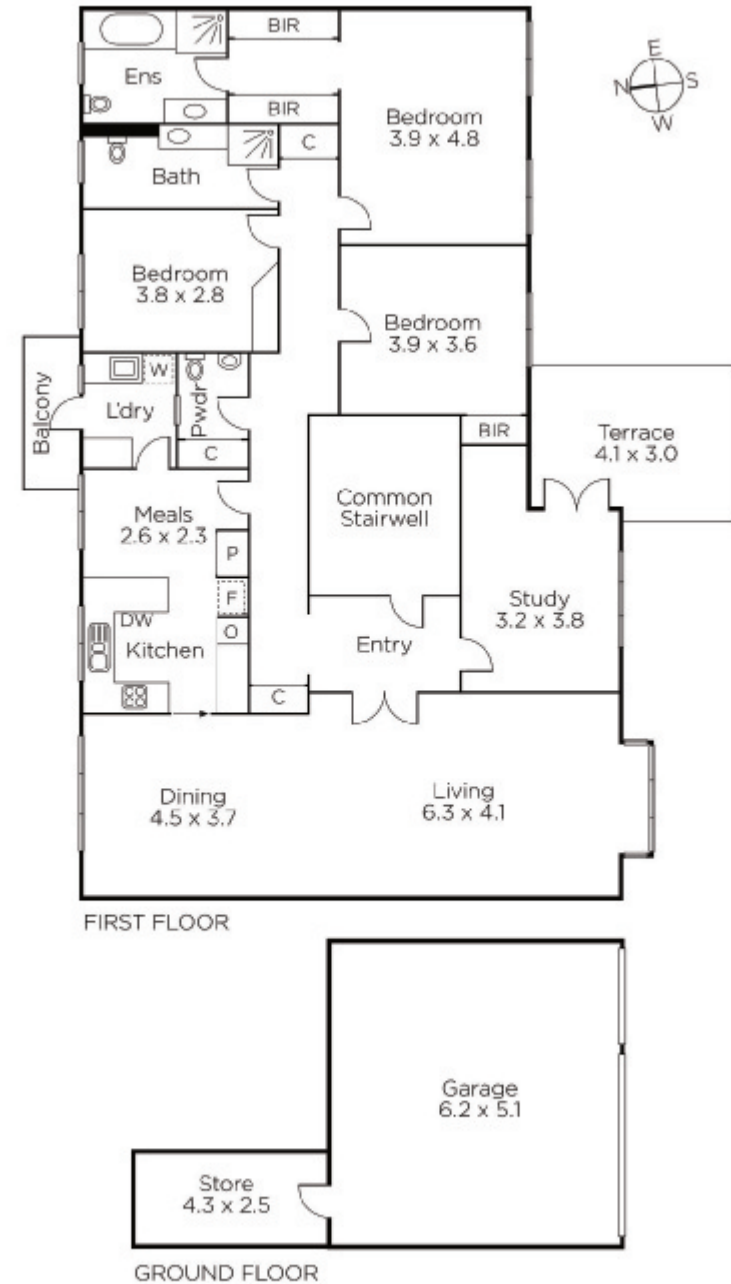 BIR
Ens
BIR
Bedroom
3.9 x 4.8
E
N
S
W
C
Bath
Bedroom
3.8 x 2.8
Bedroom
3.9 x 3.6
Balcony
L'dry
W
Pwdr
C
BIR
Terrace
4.1 x 3.0
Meals
2.6 x 2.3
Common
Stairwell
P
F
O
DW
Kitchen
Study
3.2 x 3.8
Entry
C
Dining
4.5 x 3.7
Living
6.3 x 4.1
FIRST FLOOR
Garage
6.2 x 5.1
Store
4.3 x 2.5
GROUND FLOOR